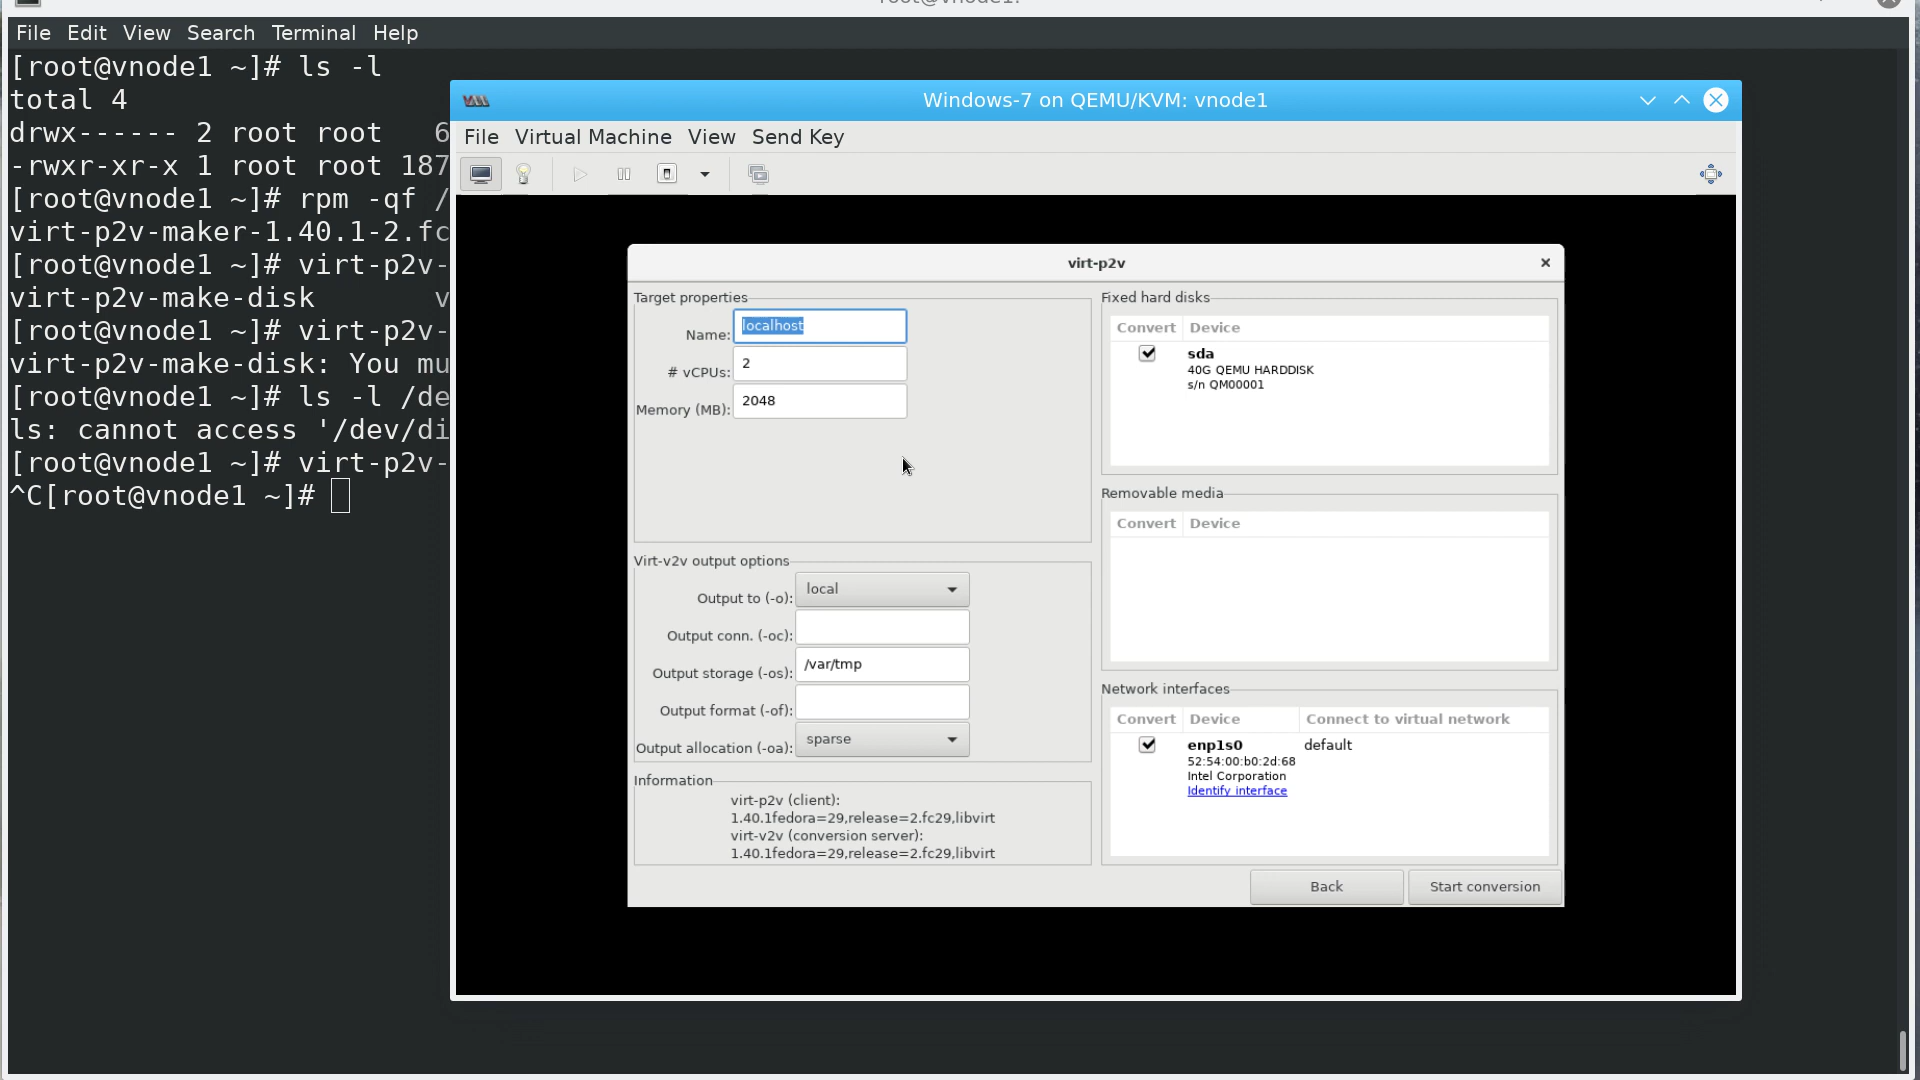 root@vnode1:
File Edit View Search Terminal Help
[root@vnode1 ~]# ls -l
total 4
drwx------ 2 root root 6
-rwxr-xr-x 1 root root 187
[root@vnode1 ~]# rpm -qf /
virt-p2v-maker-1.40.1-2.fc
[root@vnode1 ~]# virt-p2v-
virt-p2v-make-disk v
[root@vnode1 ~]# virt-p2v-
virt-p2v-make-disk: You mu
[root@vnode1 ~]# ls -l /de
ls: cannot access '/dev/di
[root@vnode1 ~]# virt-p2v-
^C[root@vnode1 ~]#
Windows-7 on QEMU/KVM: vnode1
File Virtual Machine View Send Key
virt-p2v
Target properties
Name: localhost
# vCPUs: 2
Memory (MB): 2048
Virt-v2v output options
Output to (-o): local
Output conn. (-oc):
Output storage (-os): /var/tmp
Output format (-of):
Output allocation (-oa): sparse
Information
virt-p2v (client):
1.40.1fedora=29,release=2.fc29,libvirt
virt-v2v (conversion server):
1.40.1fedora=29,release=2.fc29,libvirt
Fixed hard disks
Convert Device
sda
40G QEMU HARDDISK
s/n QM00001
Removable media
Convert Device
Network interfaces
Convert Device Connect to virtual network
enp1s0 default
52:54:00:b0:2d:68
Intel Corporation
Identify interface
Back Start conversion